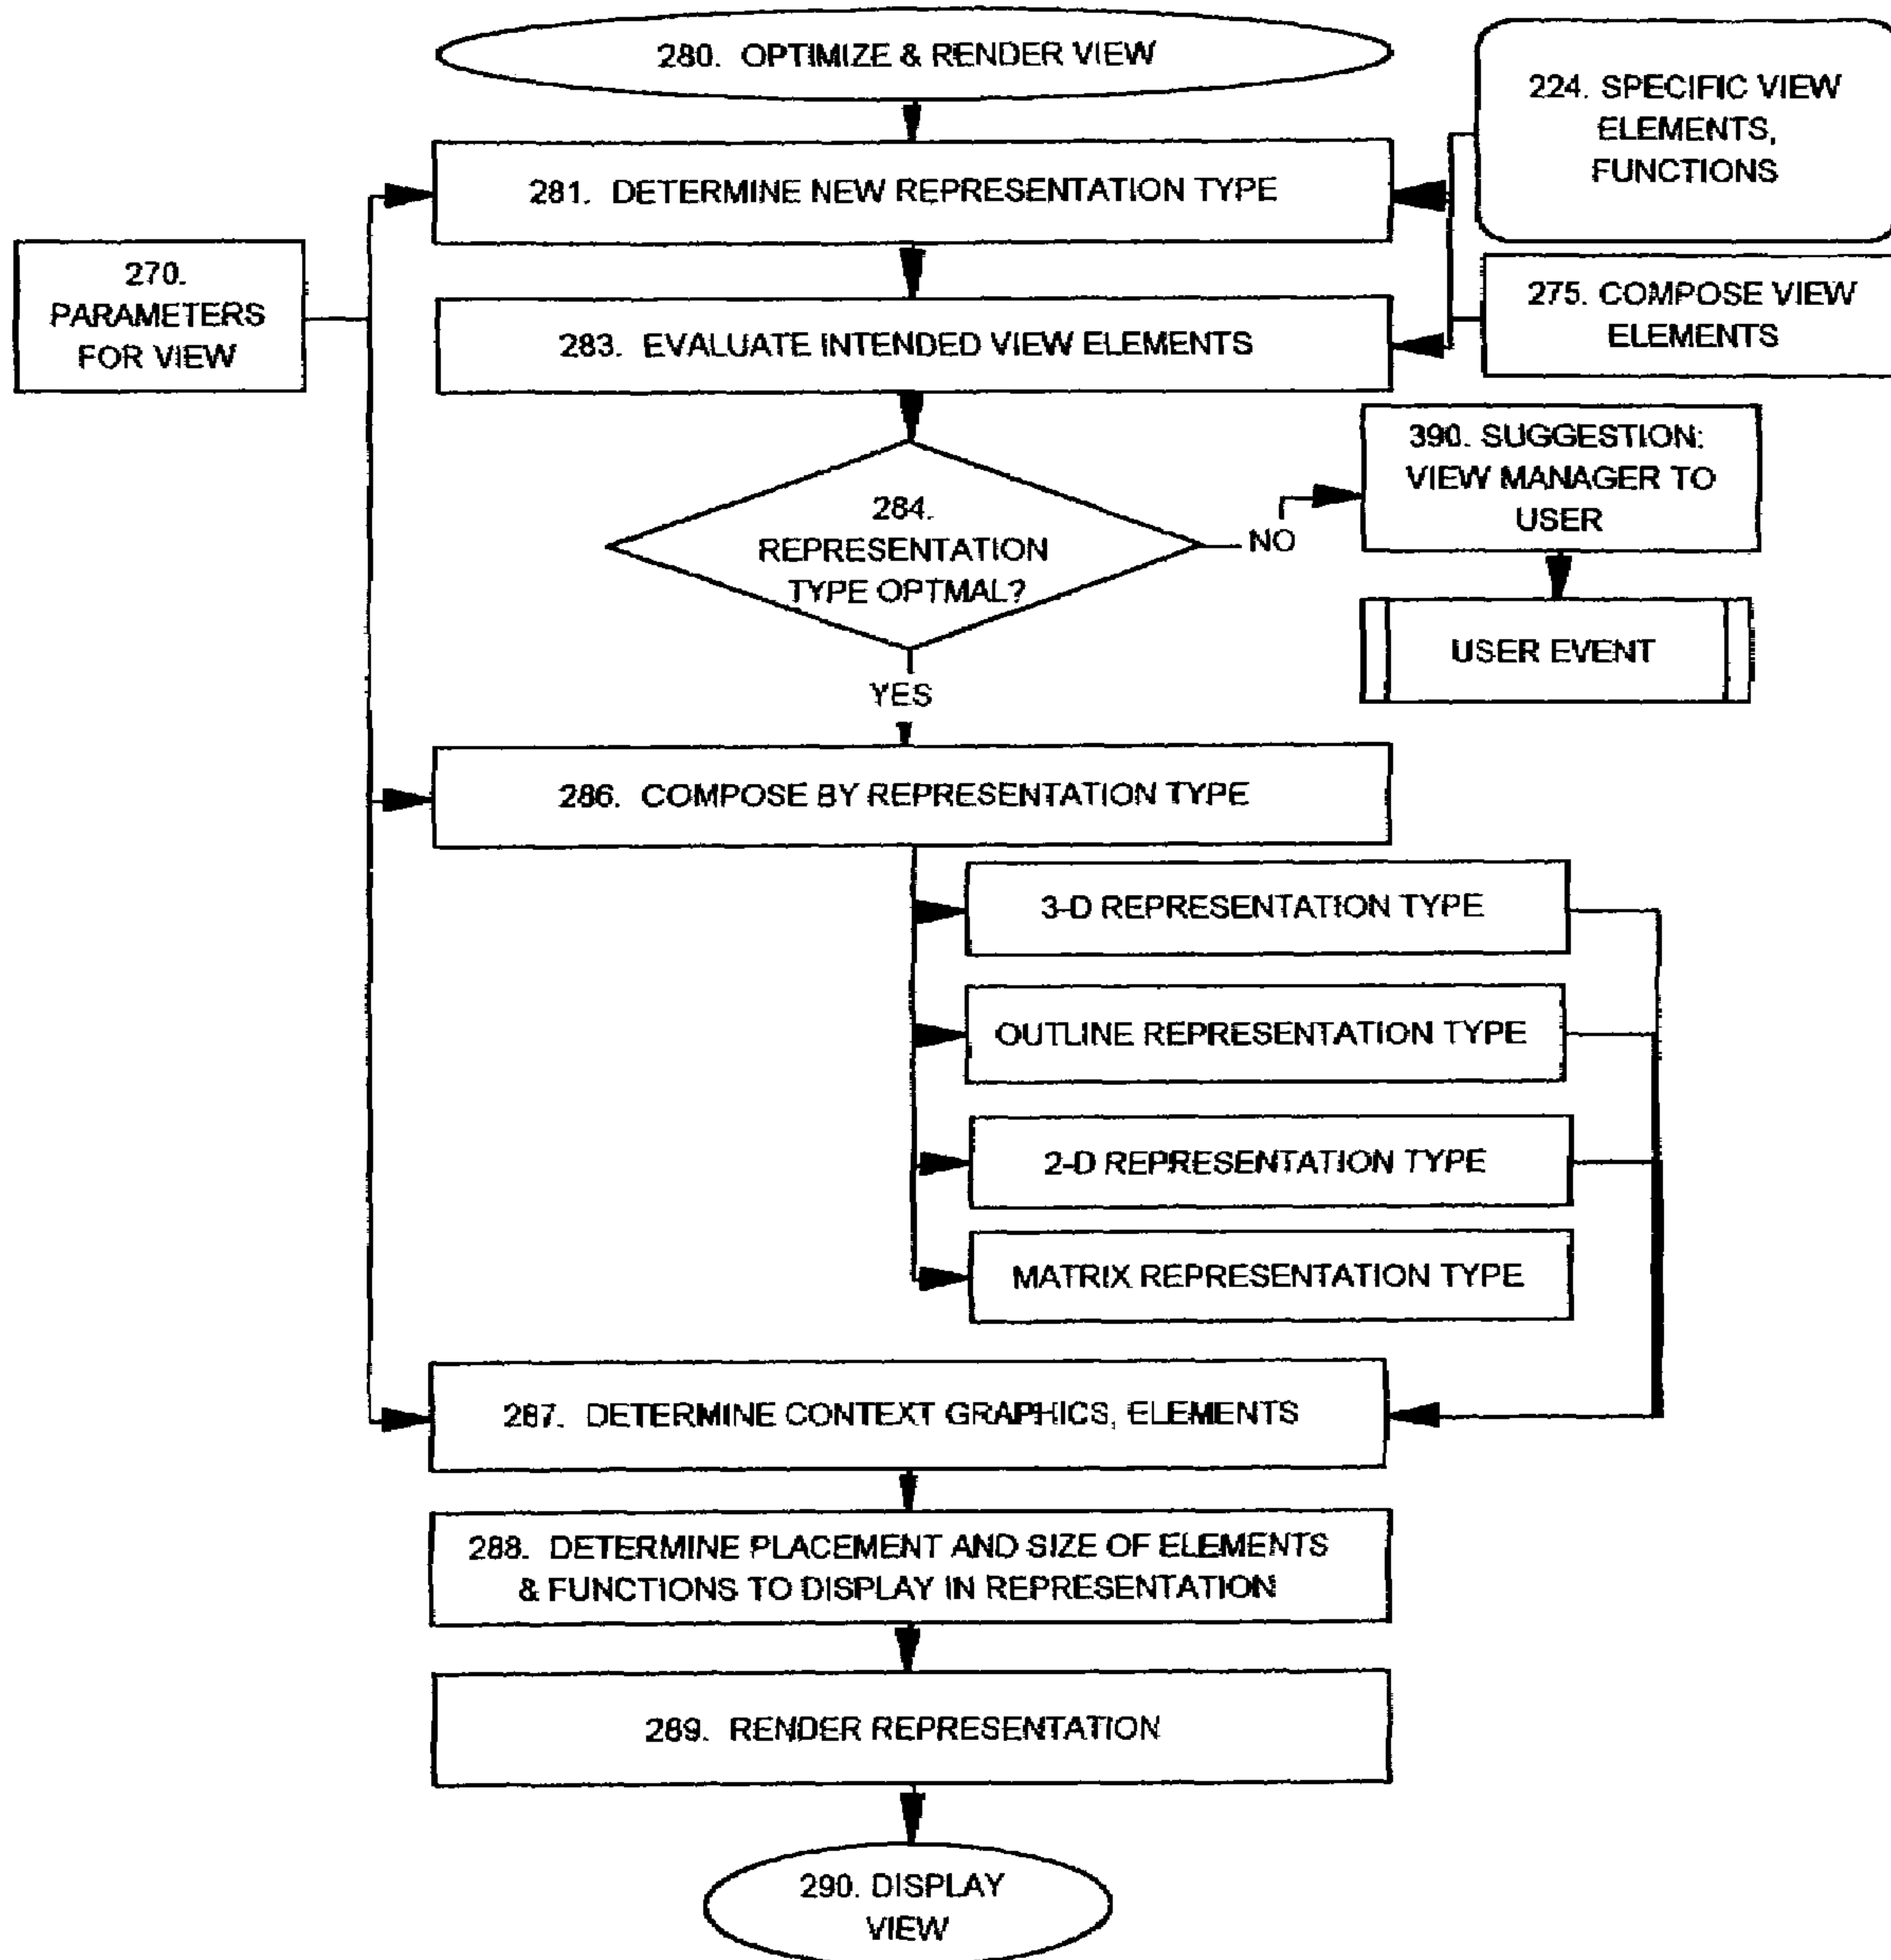 280. OPTIMIZE & RENDER VIEW
224. SPECIFIC VIEW
ELEMENTS,
FUNCTIONS
281. DETERMINE NEW REPRESENTATION TYPE
270.
PARAMETERS
FOR VIEW
275. COMPOSE VIEW
ELEMENTS
283. EVALUATE INTENDED VIEW ELEMENTS
390. SUGGESTION:
VIEW MANAGER TO
USER
284.
REPRESENTATION
TYPE OPTMAL?
NO
USER EVENT
YES
286. COMPOSE BY REPRESENTATION TYPE
3-D REPRESENTATION TYPE
OUTLINE REPRESENTATION TYPE
2-D REPRESENTATION TYPE
MATRIX REPRESENTATION TYPE
287. DETERMINE CONTEXT GRAPHICS, ELEMENTS
288. DETERMINE PLACEMENT AND SIZE OF ELEMENTS
& FUNCTIONS TO DISPLAY IN REPRESENTATION
289. RENDER REPRESENTATION
290. DISPLAY
VIEW